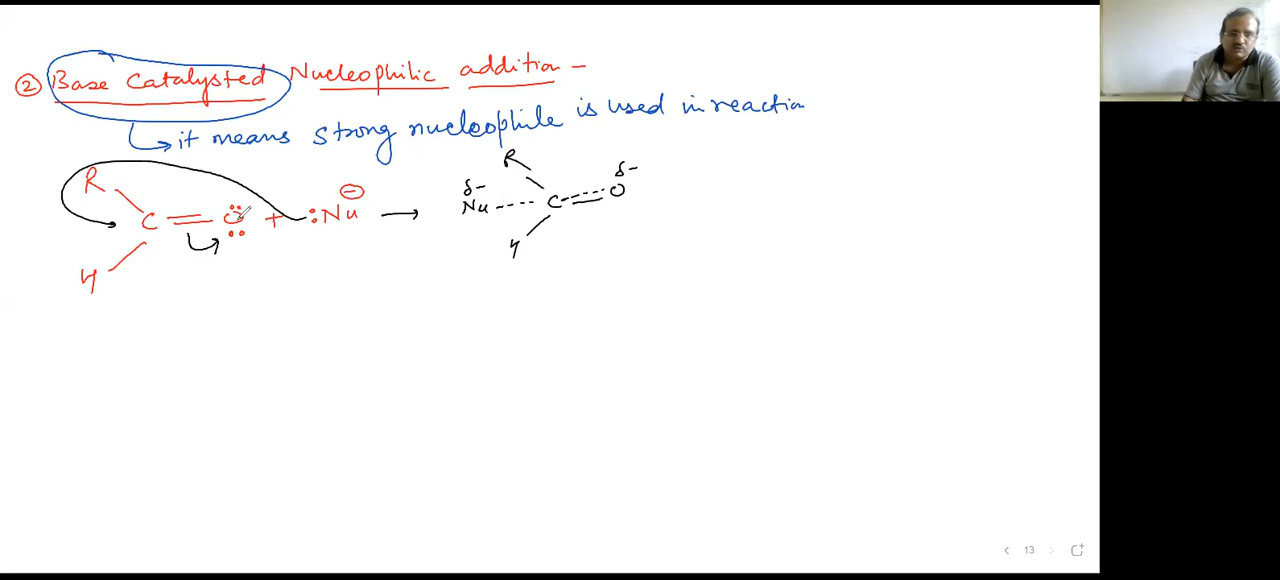 ② Base Catalysted Nucleophilic addition -
↳ it means strong nucleophile is used in reaction
R R δ-
δ-
C = O + :Nu ⊖ → Nu ---- C = O
H H
< 13 >